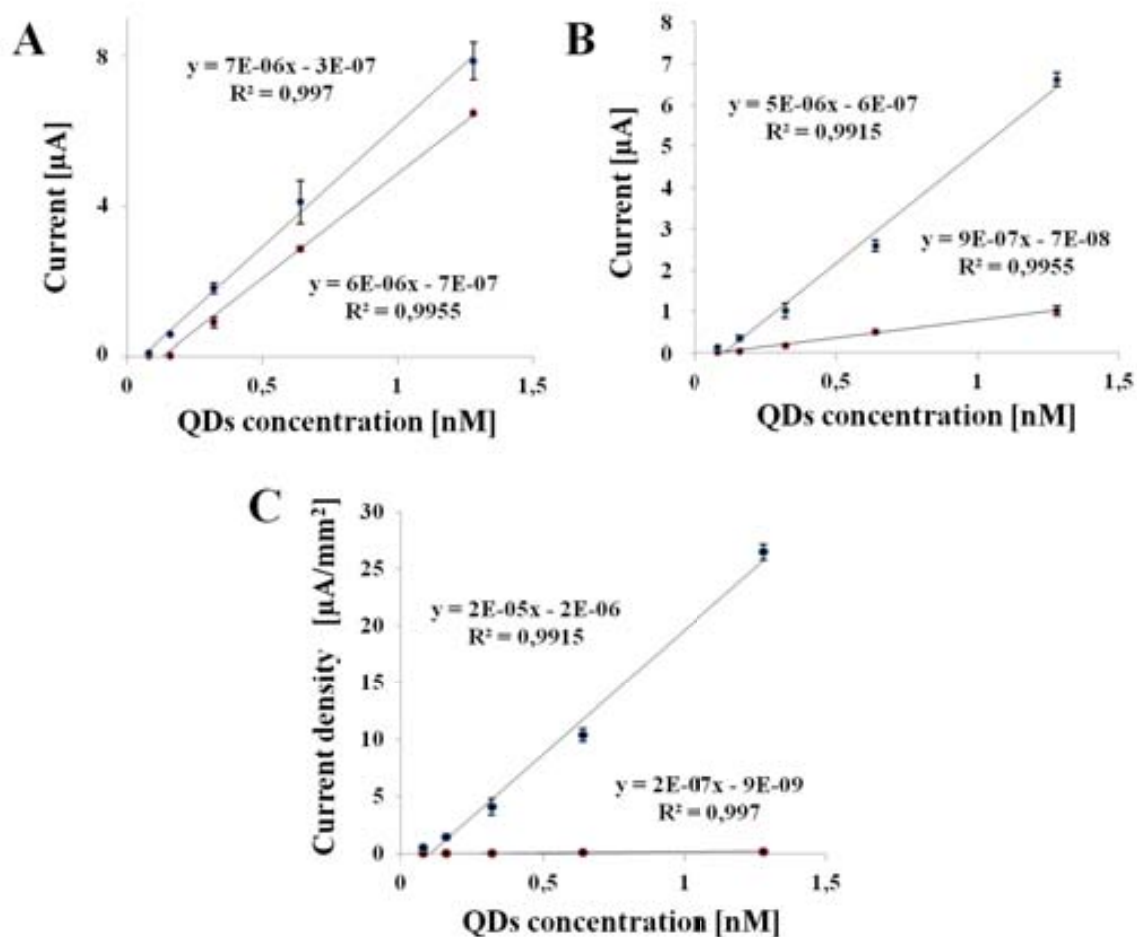 A
8
4
0
0
0,5
1
1,5
Current [µA]
QDs concentration [nM]
y = 7E-06x - 3E-07
R² = 0,997
y = 6E-06x - 7E-07
R² = 0,9955
B
8
7
6
5
4
3
2
1
0
0
0,5
1
1,5
Current [µA]
QDs concentration [nM]
y = 5E-06x - 6E-07
R² = 0,9915
y = 9E-07x - 7E-08
R² = 0,9955
C
30
25
20
15
10
5
0
0
0,5
1
1,5
Current density [µA/mm²]
QDs concentration [nM]
y = 2E-05x - 2E-06
R² = 0,9915
y = 2E-07x - 9E-09
R² = 0,997